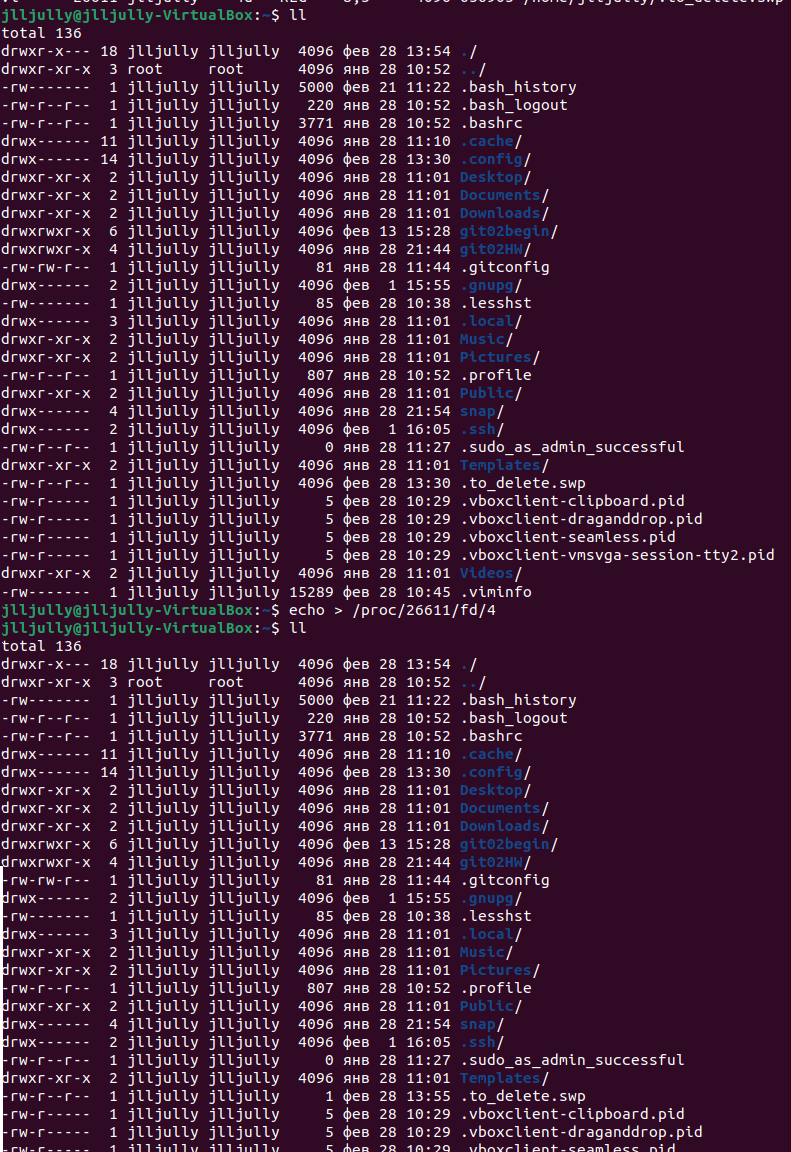 jlljully@jlljully-VirtualBox:~$ ll
total 136
drwxr-x--- 18 jlljully jlljully  4096 фев 28 13:54 ./
drwxr-xr-x  3 root     root      4096 янв 28 10:52 ../
-rw-------  1 jlljully jlljully  5000 фев 21 11:22 .bash_history
-rw-r--r--  1 jlljully jlljully   220 янв 28 10:52 .bash_logout
-rw-r--r--  1 jlljully jlljully  3771 янв 28 10:52 .bashrc
drwx------ 11 jlljully jlljully  4096 янв 28 11:10 .cache/
drwx------ 14 jlljully jlljully  4096 фев 28 13:30 .config/
drwxr-xr-x  2 jlljully jlljully  4096 янв 28 11:01 Desktop/
drwxr-xr-x  2 jlljully jlljully  4096 янв 28 11:01 Documents/
drwxr-xr-x  2 jlljully jlljully  4096 янв 28 11:01 Downloads/
drwxrwxr-x  6 jlljully jlljully  4096 фев 13 15:28 git02begin/
drwxrwxr-x  4 jlljully jlljully  4096 янв 28 21:44 git02HW/
-rw-rw-r--  1 jlljully jlljully    81 янв 28 11:44 .gitconfig
drwx------  2 jlljully jlljully  4096 фев  1 15:55 .gnupg/
-rw-------  1 jlljully jlljully    85 фев 28 10:38 .lesshst
drwx------  3 jlljully jlljully  4096 янв 28 11:01 .local/
drwxr-xr-x  2 jlljully jlljully  4096 янв 28 11:01 Music/
drwxr-xr-x  2 jlljully jlljully  4096 янв 28 11:01 Pictures/
-rw-r--r--  1 jlljully jlljully   807 янв 28 10:52 .profile
drwxr-xr-x  2 jlljully jlljully  4096 янв 28 11:01 Public/
drwx------  4 jlljully jlljully  4096 янв 28 21:54 snap/
drwx------  2 jlljully jlljully  4096 фев  1 16:05 .ssh/
-rw-r--r--  1 jlljully jlljully     0 янв 28 11:27 .sudo_as_admin_successful
drwxr-xr-x  2 jlljully jlljully  4096 янв 28 11:01 Templates/
-rw-r--r--  1 jlljully jlljully  4096 фев 28 13:30 .to_delete.swp
-rw-r-----  1 jlljully jlljully     5 фев 28 10:29 .vboxclient-clipboard.pid
-rw-r-----  1 jlljully jlljully     5 фев 28 10:29 .vboxclient-draganddrop.pid
-rw-r-----  1 jlljully jlljully     5 фев 28 10:29 .vboxclient-seamless.pid
-rw-r-----  1 jlljully jlljully     5 фев 28 10:29 .vboxclient-vmsvga-session-tty2.pid
drwxr-xr-x  2 jlljully jlljully  4096 янв 28 11:01 Videos/
-rw-------  1 jlljully jlljully 15289 фев 28 10:45 .viminfo
jlljully@jlljully-VirtualBox:~$ echo > /proc/26611/fd/4
jlljully@jlljully-VirtualBox:~$ ll
total 136
drwxr-x--- 18 jlljully jlljully  4096 фев 28 13:54 ./
drwxr-xr-x  3 root     root      4096 янв 28 10:52 ../
-rw-------  1 jlljully jlljully  5000 фев 21 11:22 .bash_history
-rw-r--r--  1 jlljully jlljully   220 янв 28 10:52 .bash_logout
-rw-r--r--  1 jlljully jlljully  3771 янв 28 10:52 .bashrc
drwx------ 11 jlljully jlljully  4096 янв 28 11:10 .cache/
drwx------ 14 jlljully jlljully  4096 фев 28 13:30 .config/
drwxr-xr-x  2 jlljully jlljully  4096 янв 28 11:01 Desktop/
drwxr-xr-x  2 jlljully jlljully  4096 янв 28 11:01 Documents/
drwxr-xr-x  2 jlljully jlljully  4096 янв 28 11:01 Downloads/
drwxrwxr-x  6 jlljully jlljully  4096 фев 13 15:28 git02begin/
drwxrwxr-x  4 jlljully jlljully  4096 янв 28 21:44 git02HW/
-rw-rw-r--  1 jlljully jlljully    81 янв 28 11:44 .gitconfig
drwx------  2 jlljully jlljully  4096 фев  1 15:55 .gnupg/
-rw-------  1 jlljully jlljully    85 фев 28 10:38 .lesshst
drwx------  3 jlljully jlljully  4096 янв 28 11:01 .local/
drwxr-xr-x  2 jlljully jlljully  4096 янв 28 11:01 Music/
drwxr-xr-x  2 jlljully jlljully  4096 янв 28 11:01 Pictures/
-rw-r--r--  1 jlljully jlljully   807 янв 28 10:52 .profile
drwxr-xr-x  2 jlljully jlljully  4096 янв 28 11:01 Public/
drwx------  4 jlljully jlljully  4096 янв 28 21:54 snap/
drwx------  2 jlljully jlljully  4096 фев  1 16:05 .ssh/
-rw-r--r--  1 jlljully jlljully     0 янв 28 11:27 .sudo_as_admin_successful
drwxr-xr-x  2 jlljully jlljully  4096 янв 28 11:01 Templates/
-rw-r--r--  1 jlljully jlljully     1 фев 28 13:55 .to_delete.swp
-rw-r-----  1 jlljully jlljully     5 фев 28 10:29 .vboxclient-clipboard.pid
-rw-r-----  1 jlljully jlljully     5 фев 28 10:29 .vboxclient-draganddrop.pid
-rw-r-----  1 jlljully jlljully     5 фев 28 10:29 .vboxclient-seamless.pid